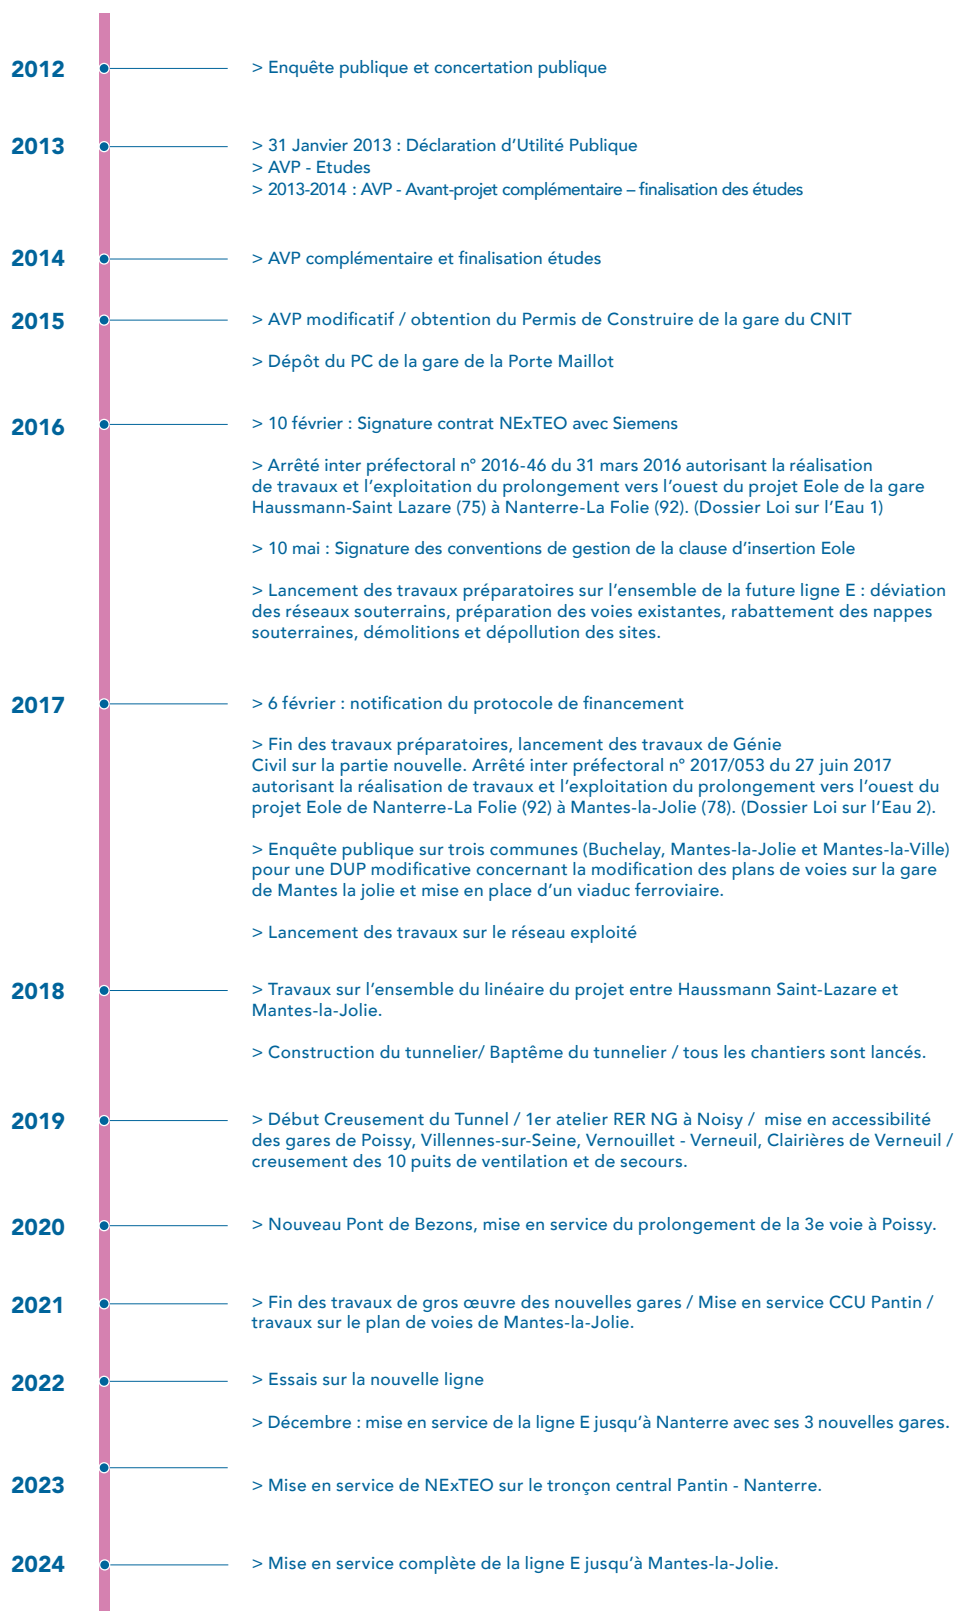 2012
> Enquête publique et concertation publique
2013
> 31 Janvier 2013 : Déclaration d’Utilité Publique
> AVP - Etudes
> 2013-2014 : AVP - Avant-projet complémentaire – finalisation des études
2014
> AVP complémentaire et finalisation études
2015
> AVP modificatif / obtention du Permis de Construire de la gare du CNIT
> Dépôt du PC de la gare de la Porte Maillot
2016
> 10 février : Signature contrat NExTEO avec Siemens
> Arrêté inter préfectoral n° 2016-46 du 31 mars 2016 autorisant la réalisation
de travaux et l’exploitation du prolongement vers l’ouest du projet Eole de la gare
Haussmann-Saint Lazare (75) à Nanterre-La Folie (92). (Dossier Loi sur l’Eau 1)
> 10 mai : Signature des conventions de gestion de la clause d’insertion Eole
> Lancement des travaux préparatoires sur l’ensemble de la future ligne E : déviation
des réseaux souterrains, préparation des voies existantes, rabattement des nappes
souterraines, démolitions et dépollution des sites.
2017
> 6 février : notification du protocole de financement
> Fin des travaux préparatoires, lancement des travaux de Génie
Civil sur la partie nouvelle. Arrêté inter préfectoral n° 2017/053 du 27 juin 2017
autorisant la réalisation de travaux et l’exploitation du prolongement vers l’ouest du
projet Eole de Nanterre-La Folie (92) à Mantes-la-Jolie (78). (Dossier Loi sur l’Eau 2).
> Enquête publique sur trois communes (Buchelay, Mantes-la-Jolie et Mantes-la-Ville)
pour une DUP modificative concernant la modification des plans de voies sur la gare
de Mantes la jolie et mise en place d’un viaduc ferroviaire.
> Lancement des travaux sur le réseau exploité
2018
> Travaux sur l’ensemble du linéaire du projet entre Haussmann Saint-Lazare et
Mantes-la-Jolie.
> Construction du tunnelier/ Baptême du tunnelier / tous les chantiers sont lancés.
2019
> Début Creusement du Tunnel / 1er atelier RER NG à Noisy / mise en accessibilité
des gares de Poissy, Villennes-sur-Seine, Vernouillet - Verneuil, Clairières de Verneuil /
creusement des 10 puits de ventilation et de secours.
2020
> Nouveau Pont de Bezons, mise en service du prolongement de la 3e voie à Poissy.
2021
> Fin des travaux de gros œuvre des nouvelles gares / Mise en service CCU Pantin /
travaux sur le plan de voies de Mantes-la-Jolie.
2022
> Essais sur la nouvelle ligne
> Décembre : mise en service de la ligne E jusqu’à Nanterre avec ses 3 nouvelles gares.
2023
> Mise en service de NExTEO sur le tronçon central Pantin - Nanterre.
2024
> Mise en service complète de la ligne E jusqu’à Mantes-la-Jolie.